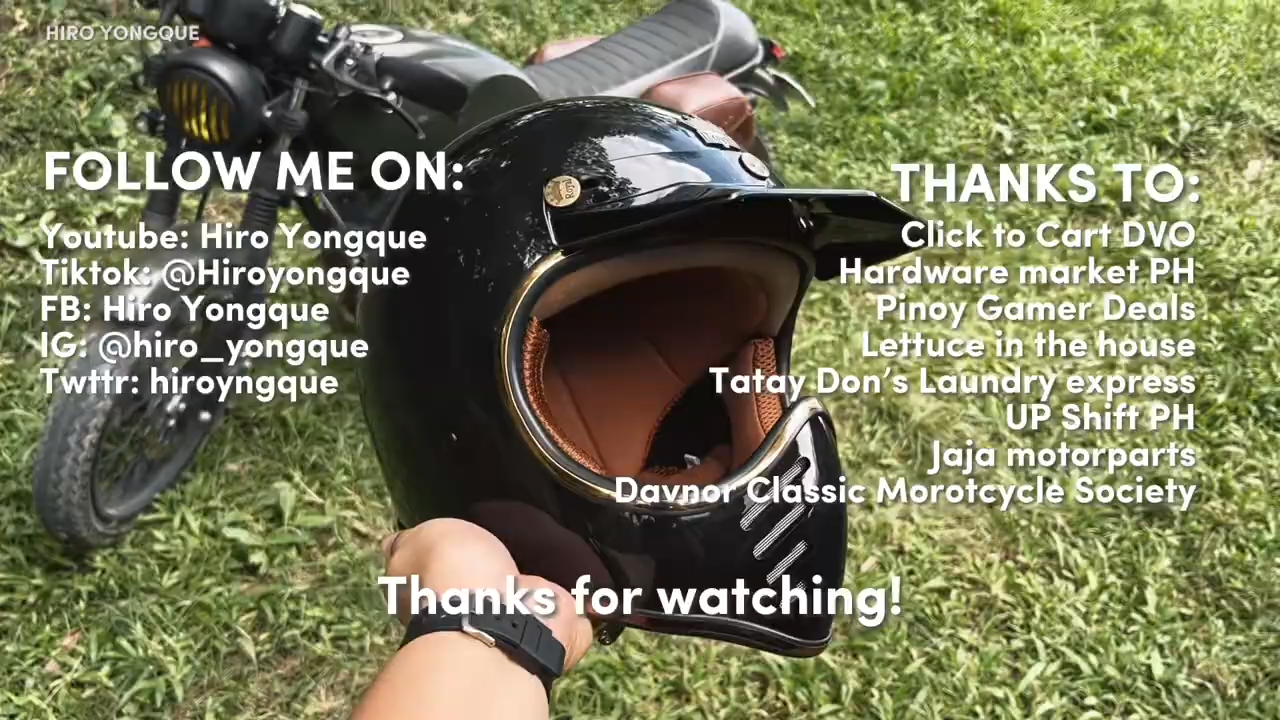 HIRO YONGQUE
FOLLOW ME ON:
Youtube: Hiro Yongque
Tiktok: @Hiroyongque
FB: Hiro Yongque
IG: @hiro_yongque
Twttr: hiroyngque
THANKS TO:
Click to Cart DVO
Hardware market PH
Pinoy Gamer Deals
Lettuce in the house
Tatay Don’s Laundry express
UP Shift PH
Jaja motorparts
Davnor Classic Morotcycle Society
Thanks for watching!